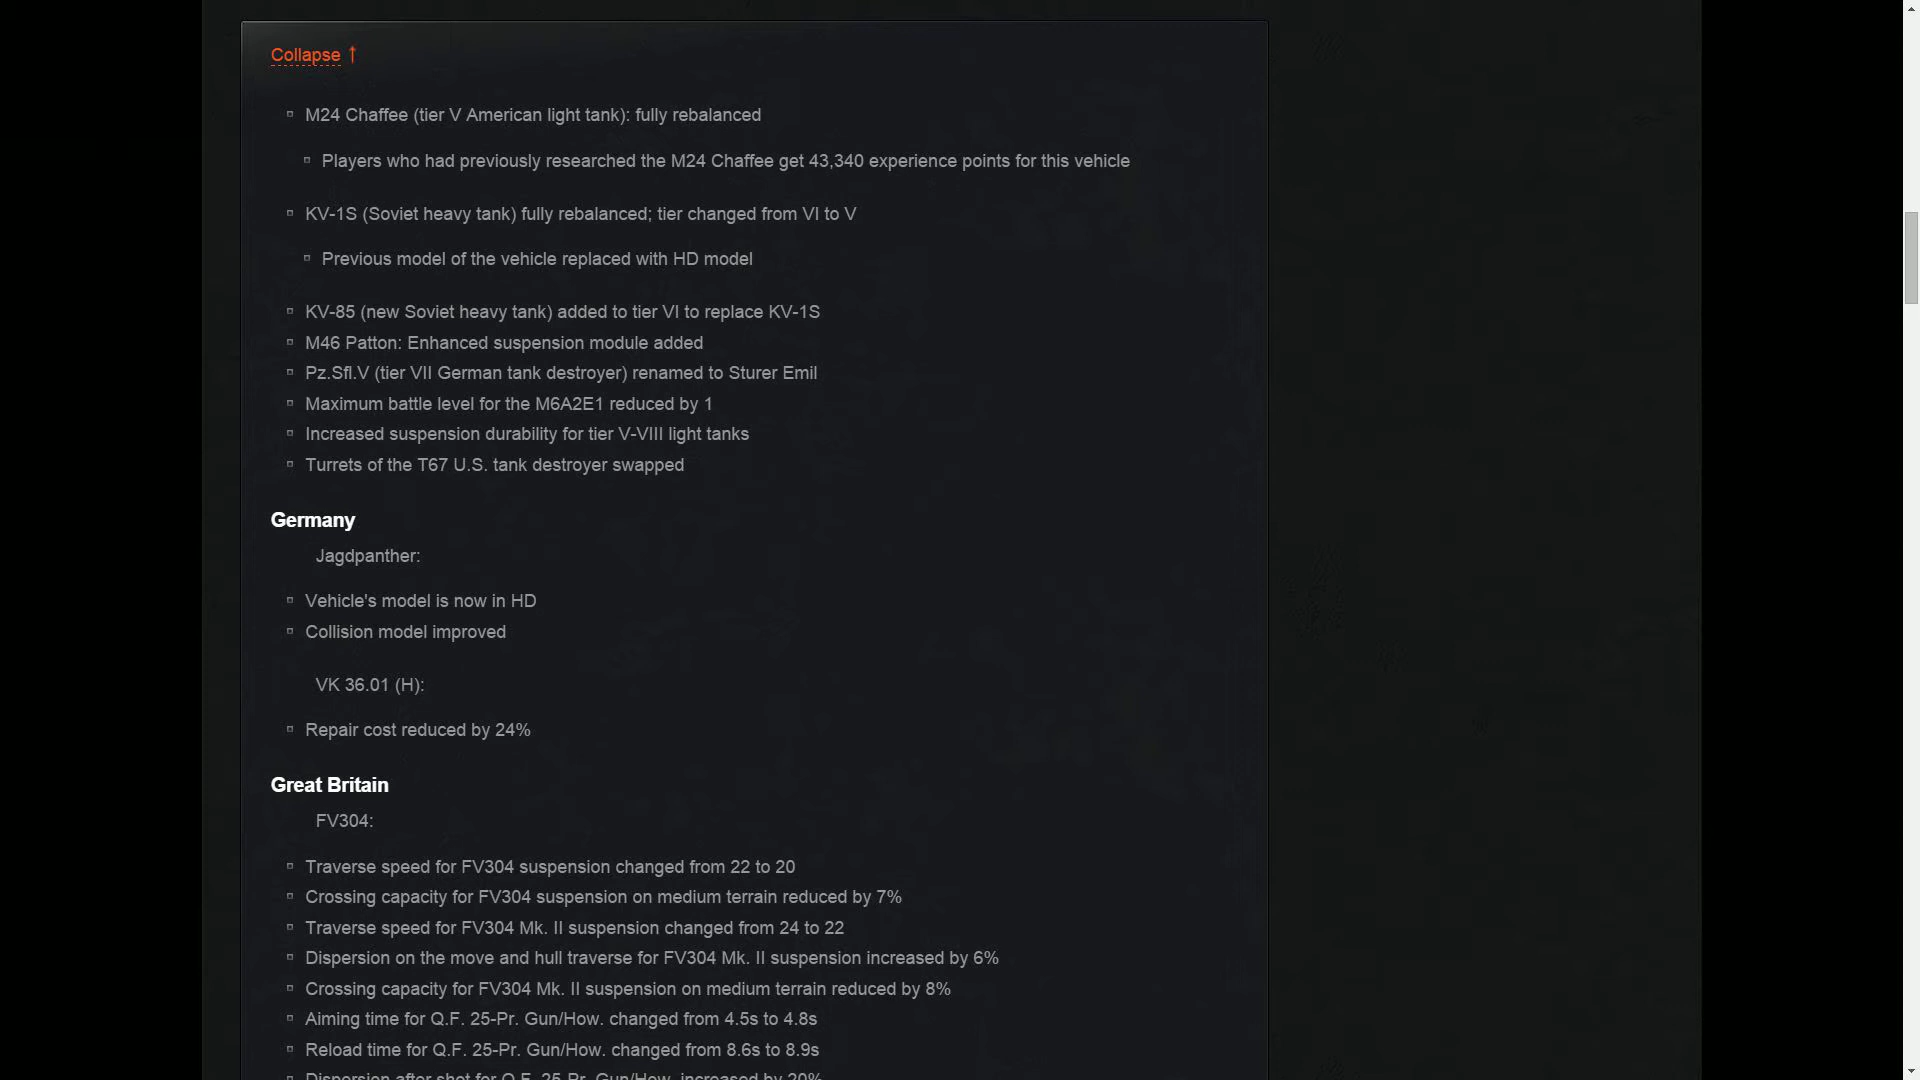 Collapse ↑
M24 Chaffee (tier V American light tank): fully rebalanced
Players who had previously researched the M24 Chaffee get 43,340 experience points for this vehicle
KV-1S (Soviet heavy tank) fully rebalanced; tier changed from VI to V
Previous model of the vehicle replaced with HD model
KV-85 (new Soviet heavy tank) added to tier VI to replace KV-1S
M46 Patton: Enhanced suspension module added
Pz.Sfl.V (tier VII German tank destroyer) renamed to Sturer Emil
Maximum battle level for the M6A2E1 reduced by 1
Increased suspension durability for tier V-VIII light tanks
Turrets of the T67 U.S. tank destroyer swapped
Germany
Jagdpanther:
Vehicle's model is now in HD
Collision model improved
VK 36.01 (H):
Repair cost reduced by 24%
Great Britain
FV304:
Traverse speed for FV304 suspension changed from 22 to 20
Crossing capacity for FV304 suspension on medium terrain reduced by 7%
Traverse speed for FV304 Mk. II suspension changed from 24 to 22
Dispersion on the move and hull traverse for FV304 Mk. II suspension increased by 6%
Crossing capacity for FV304 Mk. II suspension on medium terrain reduced by 8%
Aiming time for Q.F. 25-Pr. Gun/How. changed from 4.5s to 4.8s
Reload time for Q.F. 25-Pr. Gun/How. changed from 8.6s to 8.9s
Dispersion after shot for Q.F. 25-Pr. Gun/How. increased by 20%